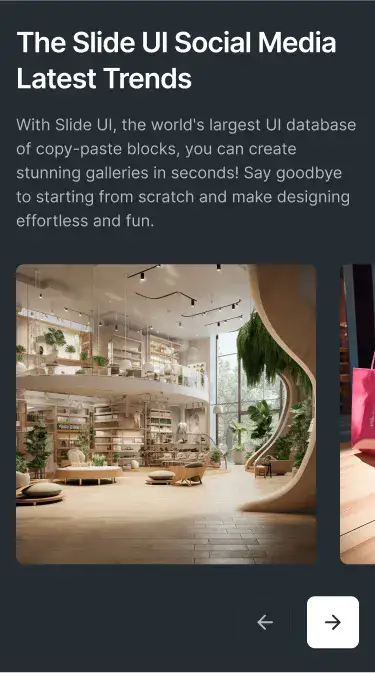 The Slide UI Social Media
Latest Trends
With Slide UI, the world's largest UI database
of copy-paste blocks, you can create
stunning galleries in seconds! Say goodbye
to starting from scratch and make designing
effortless and fun.